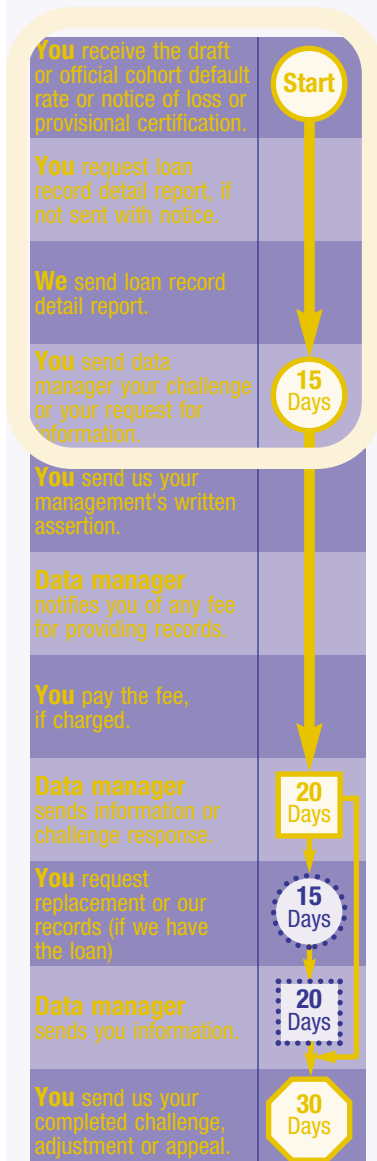 You receive the draft
or official cohort default
rate or notice of loss or
provisional certification.
Start
You request loan
record detail report, if
not sent with notice.
We send loan record
detail report.
You send data
manager your challenge
or your request for
information.
15
Days
You send us your
management's written
assertion.
Data manager
notifies you of any fee
for providing records.
You pay the fee,
if charged.
Data manager
sends information or
challenge response.
20
Days
You request
replacement or our
records (if we have
the loan)
15
Days
Data manager
sends you information.
20
Days
You send us your
completed challenge,
adjustment or appeal.
30
Days